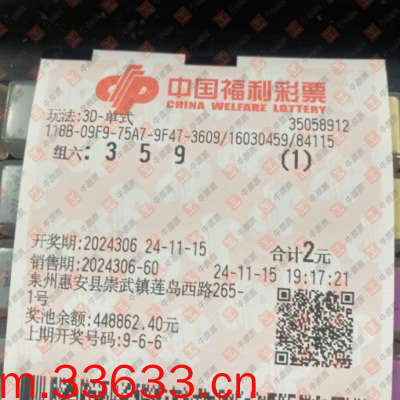 中国福利彩票
CHINA WELFARE LOTTERY
玩法:3D-单式 35058912
118B-09F9-75A7-9F47-3609/16030459/84115
组六: 3 5 9 (1)
开奖期:2024306 24-11-15 合计2元
销售期:2024306-60 24-11-15 19:17:21
泉州惠安县崇武镇莲岛西路265-
1号
奖池余额:448862.40元
上期开奖号码:9-6-6
m.33633.cn